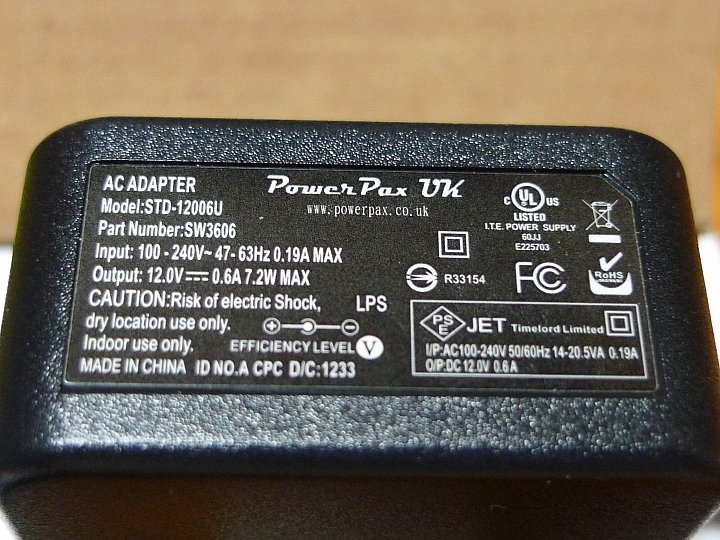 AC ADAPTER
Model:STD-12006U
Part Number:SW3606
Input: 100 - 240V~ 47- 63Hz 0.19A MAX
Output: 12.0V⎓ 0.6A 7.2W MAX
CAUTION:Risk of electric Shock,
dry location use only.
Indoor use only.
LPS
EFFICIENCY LEVEL V
MADE IN CHINA ID NO.A CPC D/C:1233
PowerPax UK
www.powerpax.co.uk
c UL US
LISTED
I.T.E. POWER SUPPLY
60JJ
E225703
R33154
FC
RoHS
PSE JET Timelord Limited
I/P:AC100-240V 50/60Hz 14-20.5VA 0.19A
O/P:DC 12.0V 0.6A